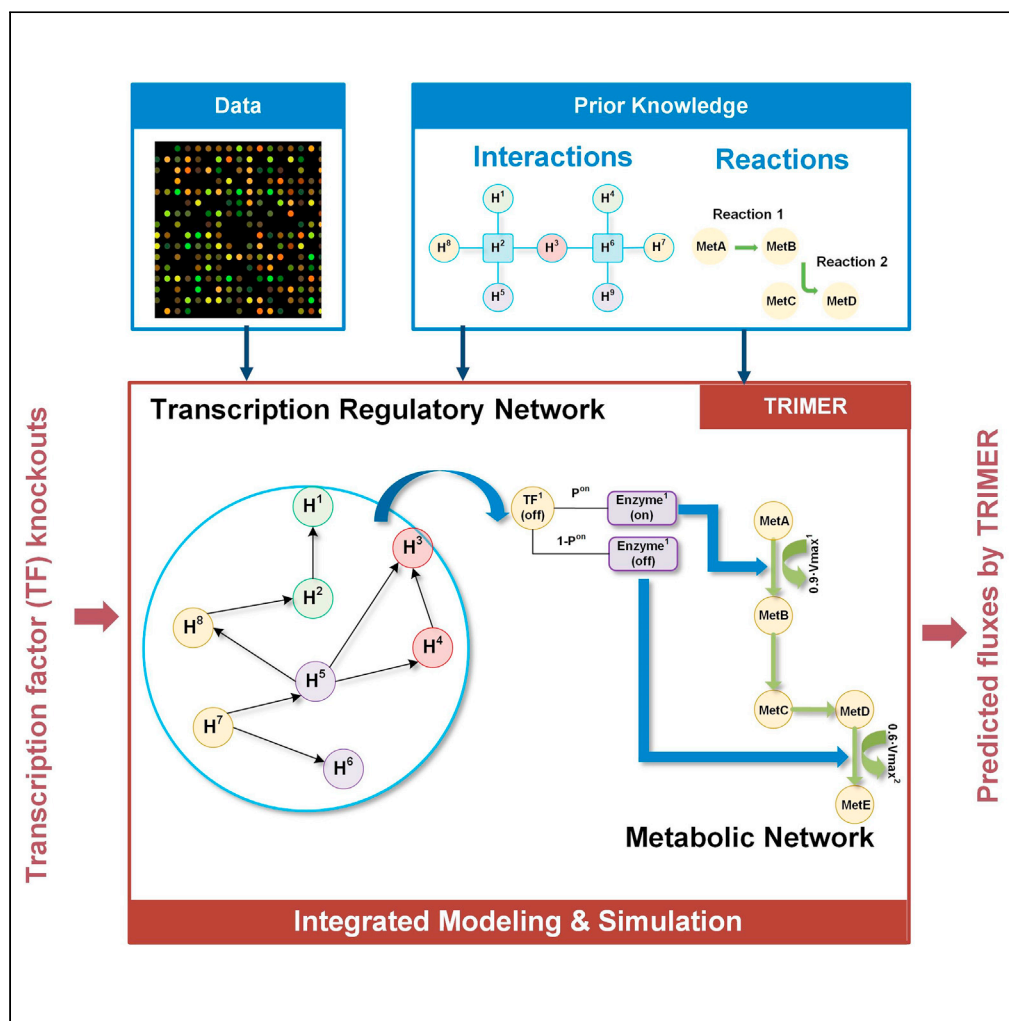 Data
Prior Knowledge
Interactions
Reactions
H¹
H⁴
H⁸
H²
H³
H⁶
H⁷
H⁵
H⁹
Reaction 1
MetA
MetB
Reaction 2
MetC
MetD
Transcription factor (TF) knockouts
Transcription Regulatory Network
TRIMER
H¹
H³
H²
H⁸
H⁴
H⁵
H⁷
H⁶
TF¹
(off)
Pᵒⁿ
1-Pᵒⁿ
Enzyme¹
(on)
Enzyme¹
(off)
MetA
0.9·Vmax¹
MetB
MetC
MetD
0.6·Vmax²
MetE
Metabolic Network
Integrated Modeling & Simulation
Predicted fluxes by TRIMER